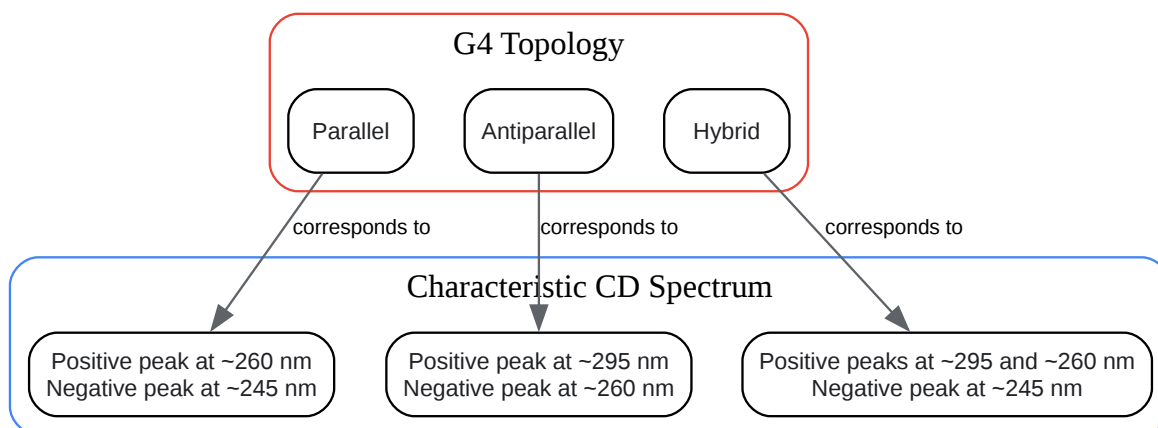 G4 Topology
Parallel
Antiparallel
Hybrid
corresponds to
corresponds to
corresponds to
Characteristic CD Spectrum
Positive peak at ~260 nm
Negative peak at ~245 nm
Positive peak at ~295 nm
Negative peak at ~260 nm
Positive peaks at ~295 and ~260 nm
Negative peak at ~245 nm